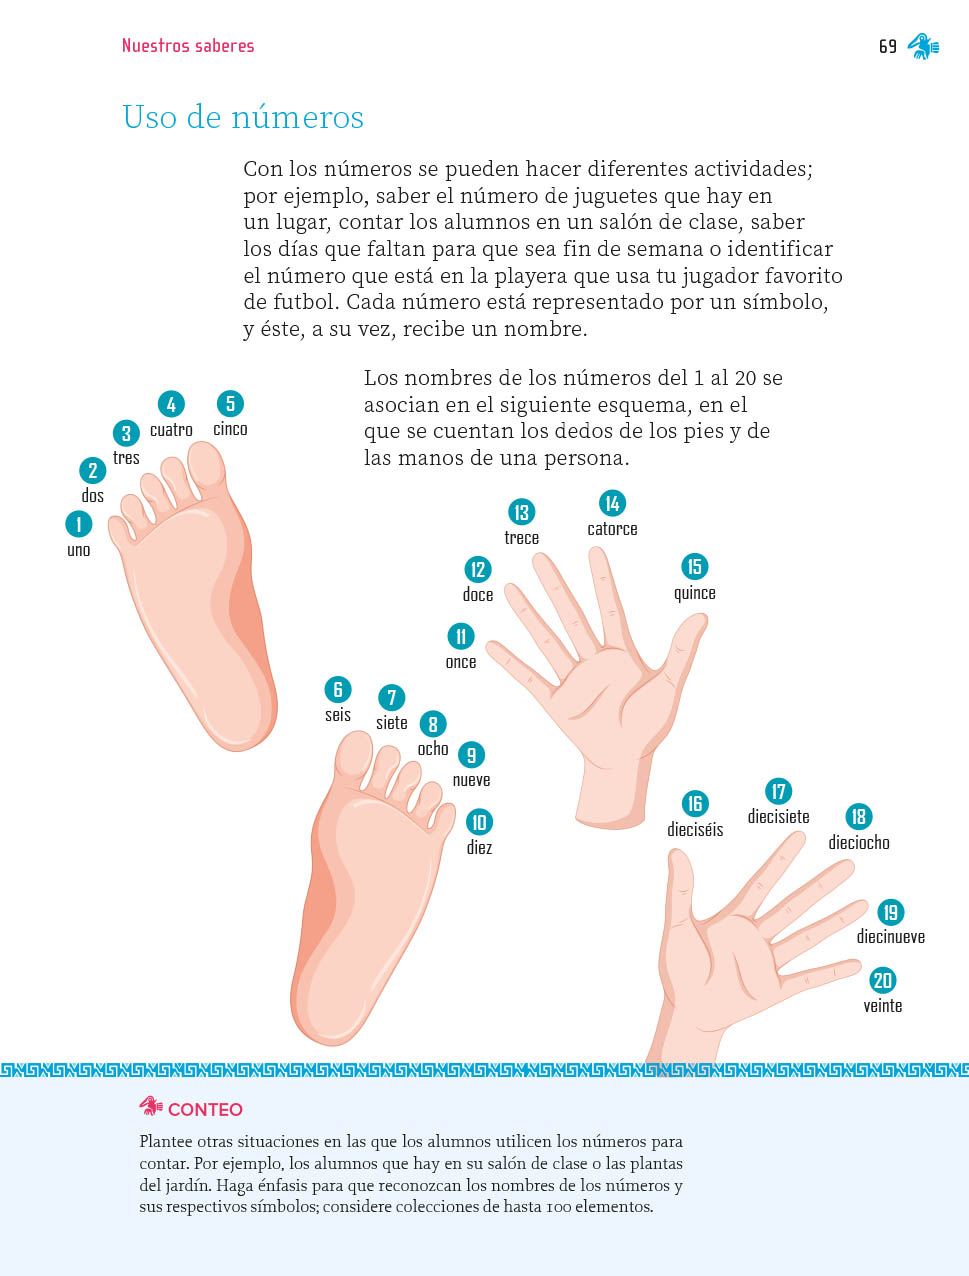 Nuestros saberes
69
Uso de números
Con los números se pueden hacer diferentes actividades;
por ejemplo, saber el número de juguetes que hay en
un lugar, contar los alumnos en un salón de clase, saber
los días que faltan para que sea fin de semana o identificar
el número que está en la playera que usa tu jugador favorito
de futbol. Cada número está representado por un símbolo,
y éste, a su vez, recibe un nombre.
Los nombres de los números del 1 al 20 se
asocian en el siguiente esquema, en el
que se cuentan los dedos de los pies y de
las manos de una persona.
1
uno
2
dos
3
tres
4
cuatro
5
cinco
6
seis
7
siete
8
ocho
9
nueve
10
diez
11
once
12
doce
13
trece
14
catorce
15
quince
16
dieciséis
17
diecisiete
18
dieciocho
19
diecinueve
20
veinte
CONTEO
Plantee otras situaciones en las que los alumnos utilicen los números para
contar. Por ejemplo, los alumnos que hay en su salón de clase o las plantas
del jardín. Haga énfasis para que reconozcan los nombres de los números y
sus respectivos símbolos; considere colecciones de hasta 100 elementos.